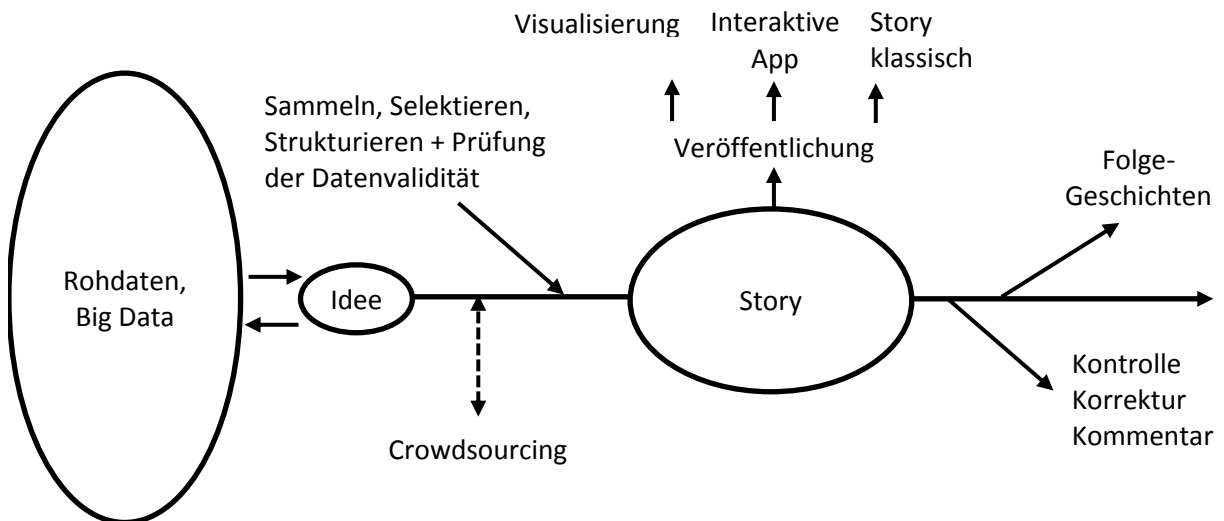 Visualisierung
Interaktive
App
Story
klassisch
Sammeln, Selektieren,
Strukturieren + Prüfung
der Datenvalidität
Veröffentlichung
Folge-
Geschichten
Rohdaten,
Big Data
Idee
Story
Crowdsourcing
Kontrolle
Korrektur
Kommentar